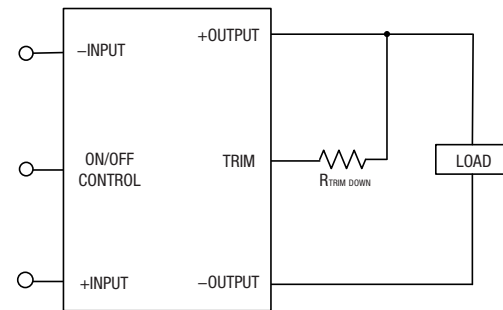 −INPUT
+OUTPUT
ON/OFF
CONTROL
TRIM
RTRIM DOWN
LOAD
+INPUT
−OUTPUT